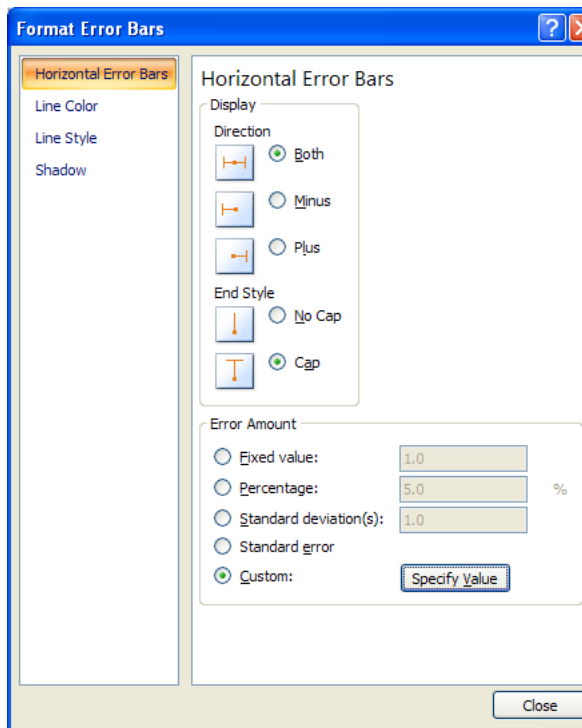 Format Error Bars
?
Horizontal Error Bars
Line Color
Line Style
Shadow
Horizontal Error Bars
Display
Direction
Both
Minus
Plus
End Style
No Cap
Cap
Error Amount
Fixed value: 1.0
Percentage: 5.0 %
Standard deviation(s): 1.0
Standard error
Custom: Specify Value
Close